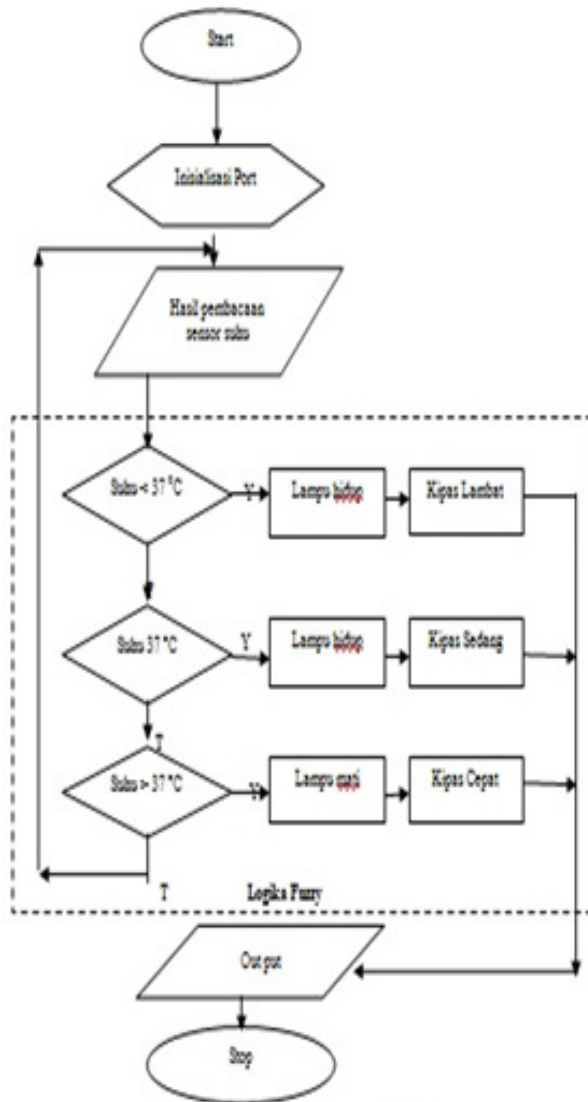 Start
Inisialisasi Port
Hasil pembacaan
sensor suhu
Suhu < 37 °C
Y
Lampu hidup
Kipas Lambat
Suhu 37 °C
Y
Lampu hidup
Kipas Sedang
T
Suhu > 37 °C
Y
Lampu mati
Kipas Cepat
T
Logika Fuzzy
Out put
Stop